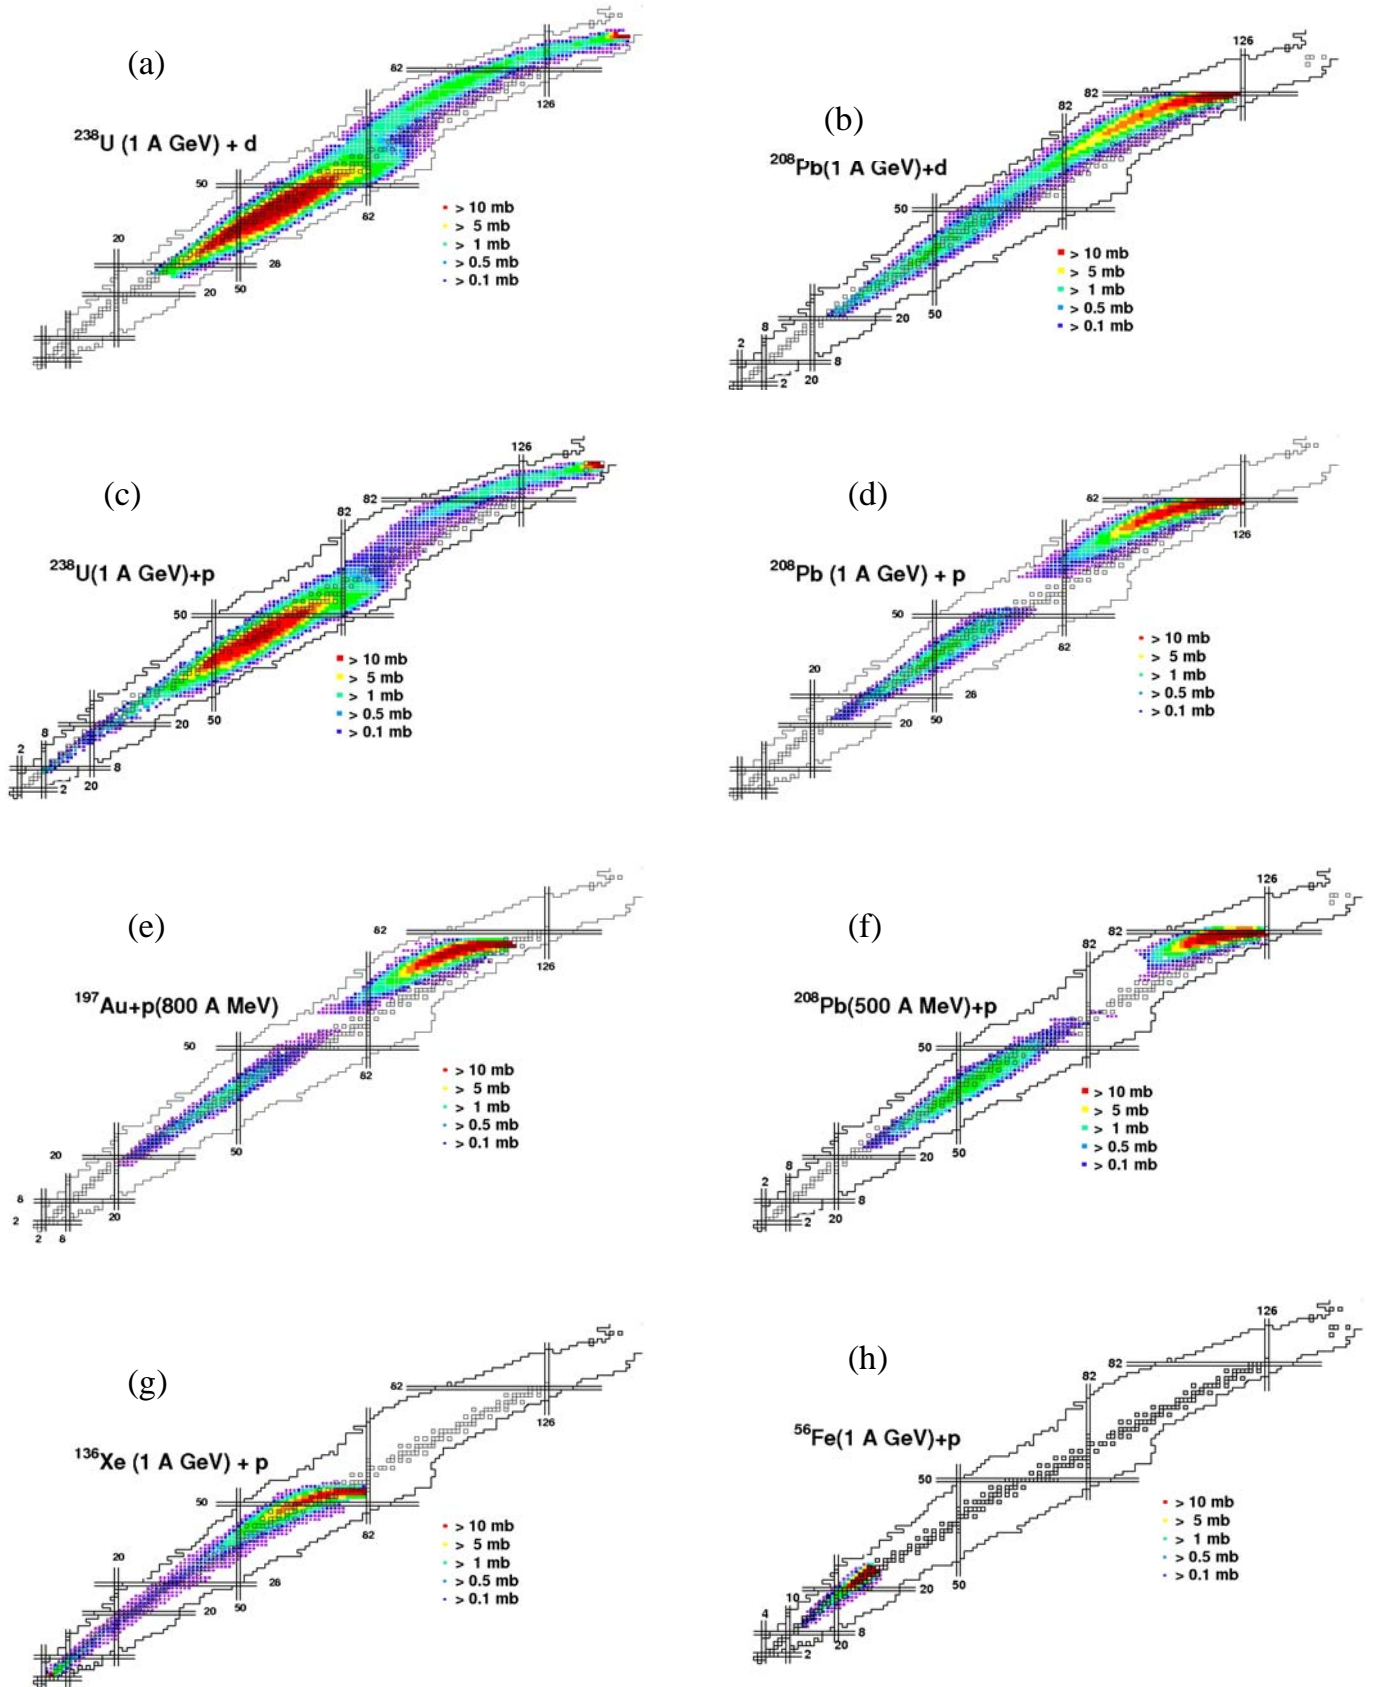 (a)
82
126
238U (1 A GeV) + d
50
82
> 10 mb
> 5 mb
> 1 mb
> 0.5 mb
> 0.1 mb
20
28
20
50
(b)
126
82
82
208Pb(1 A GeV)+d
50
> 10 mb
> 5 mb
> 1 mb
> 0.5 mb
> 0.1 mb
20
50
8
2
8
2
20
(c)
126
82
82
238U(1 A GeV)+p
50
> 10 mb
> 5 mb
> 1 mb
> 0.5 mb
> 0.1 mb
20
50
8
2
8
2
20
(d)
82
126
208Pb (1 A GeV) + p
50
82
> 10 mb
> 5 mb
> 1 mb
> 0.5 mb
> 0.1 mb
20
28
20
50
(e)
82
126
197Au+p(800 A MeV)
50
82
> 10 mb
> 5 mb
> 1 mb
> 0.5 mb
> 0.1 mb
50
20
8
20
2
2 8
(f)
126
82
82
208Pb(500 A MeV)+p
50
> 10 mb
> 5 mb
> 1 mb
> 0.5 mb
> 0.1 mb
20
50
8
2
8
2
20
(g)
82
126
136Xe (1 A GeV) + p
50
82
> 10 mb
> 5 mb
> 1 mb
> 0.5 mb
> 0.1 mb
20
28
20
50
(h)
126
82
82
56Fe(1 A GeV)+p
50
> 10 mb
> 5 mb
> 1 mb
> 0.5 mb
> 0.1 mb
20
50
10
4
8
2
20